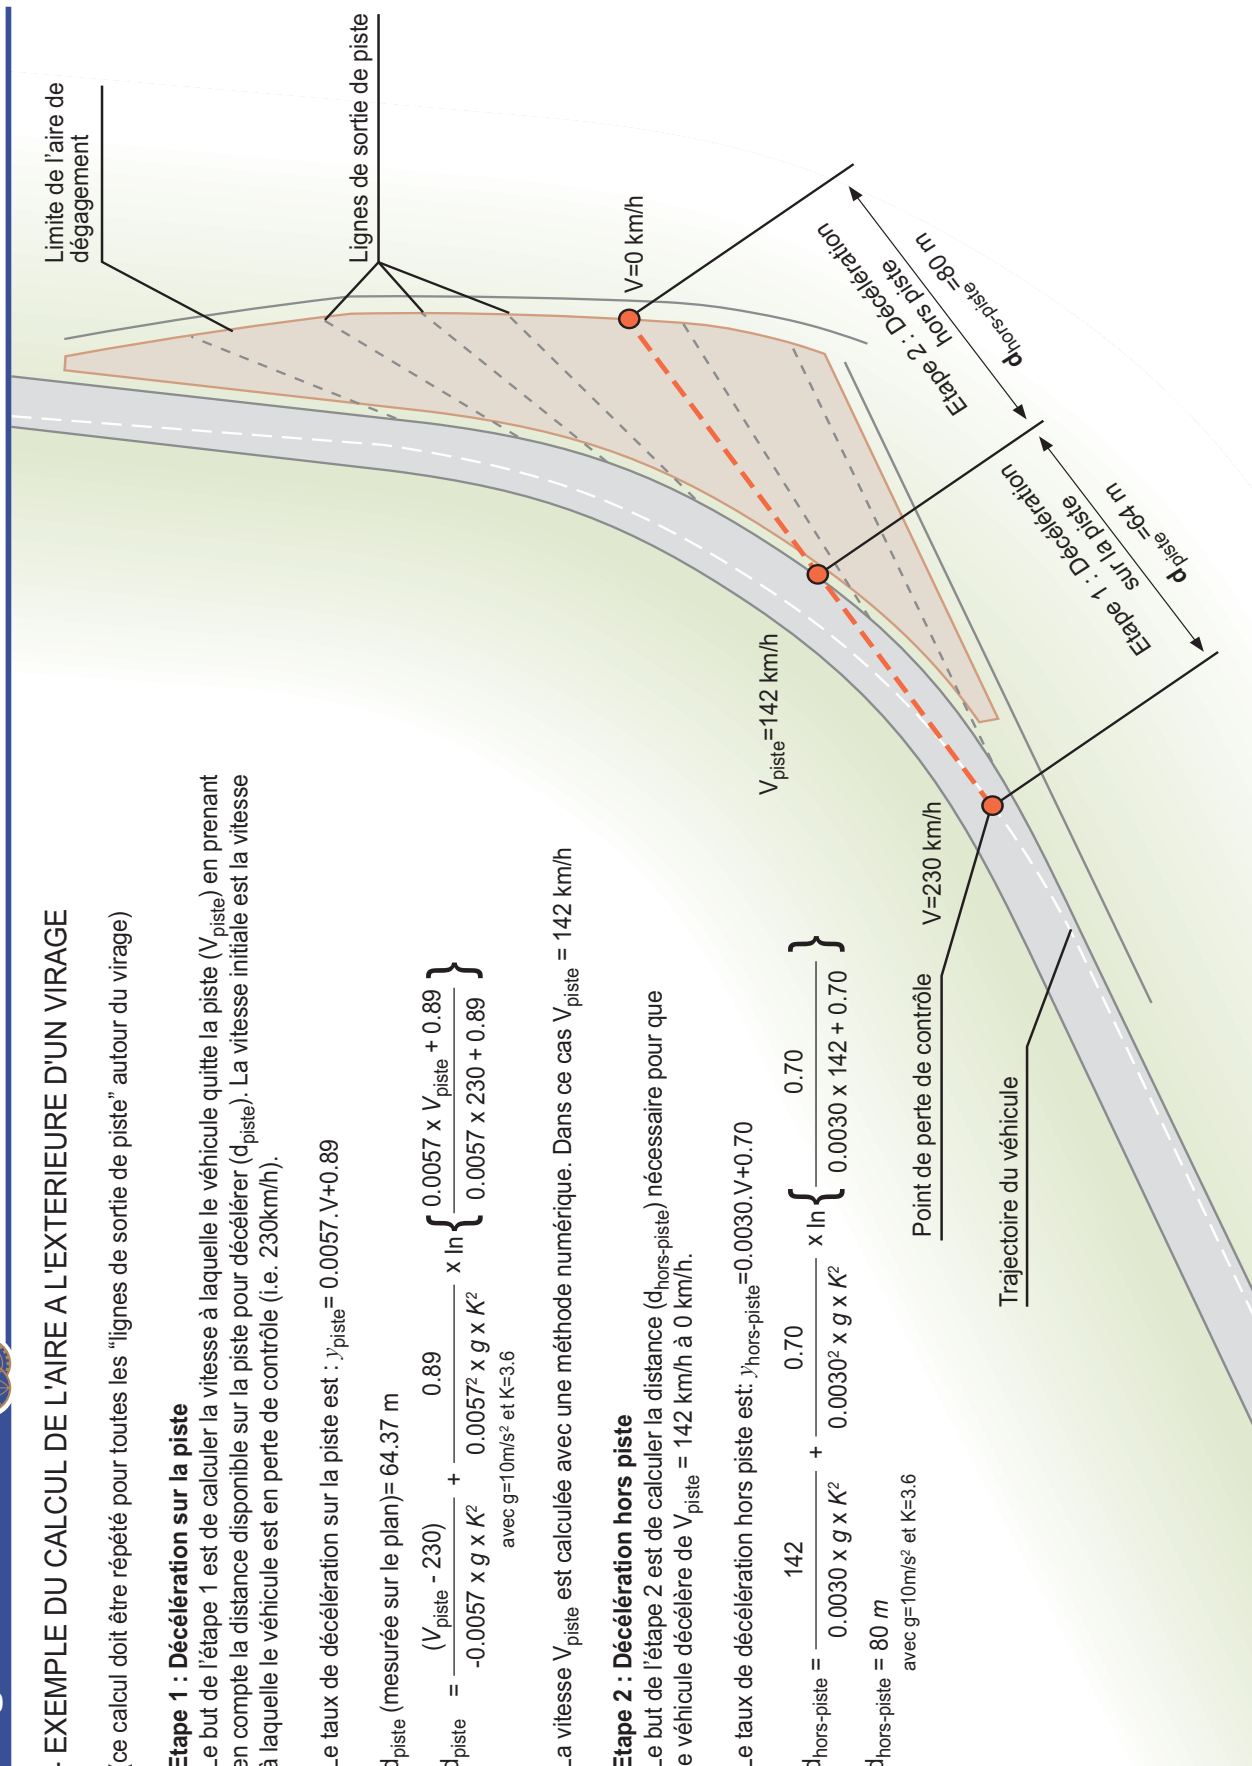 - EXEMPLE DU CALCUL DE L'AIRE A L'EXTERIEURE D'UN VIRAGE
(ce calcul doit être répété pour toutes les “lignes de sortie de piste” autour du virage)
Etape 1 : Décélération sur la piste
Le but de l'étape 1 est de calculer la vitesse à laquelle le véhicule quitte la piste (Vpiste) en prenant
en compte la distance disponible sur la piste pour décélérer (dpiste). La vitesse initiale est la vitesse
à laquelle le véhicule est en perte de contrôle (i.e. 230km/h).
Le taux de décélération sur la piste est : ypiste= 0.0057.V+0.89
dpiste (mesurée sur le plan)= 64.37 m
dpiste = (Vpiste - 230) / -0.0057 x g x K² + 0.89 / 0.0057² x g x K² x ln { 0.0057 x Vpiste + 0.89 / 0.0057 x 230 + 0.89 }
avec g=10m/s² et K=3.6
La vitesse Vpiste est calculée avec une méthode numérique. Dans ce cas Vpiste = 142 km/h
Etape 2 : Décélération hors piste
Le but de l'étape 2 est de calculer la distance (dhors-piste) nécessaire pour que
le véhicule décélère de Vpiste = 142 km/h à 0 km/h.
Le taux de décélération hors piste est: yhors-piste=0.0030.V+0.70
dhors-piste = 142 / 0.0030 x g x K² + 0.70 / 0.0030² x g x K² x ln { 0.70 / 0.0030 x 142 + 0.70 }
dhors-piste = 80 m
avec g=10m/s² et K=3.6
Limite de l'aire de
dégagement
Lignes de sortie de piste
V=0 km/h
Etape 2 : Décélération
hors piste
dhors-piste=80 m
Etape 1 : Décélération
sur la piste
dpiste=64 m
Vpiste=142 km/h
V=230 km/h
Point de perte de contrôle
Trajectoire du véhicule